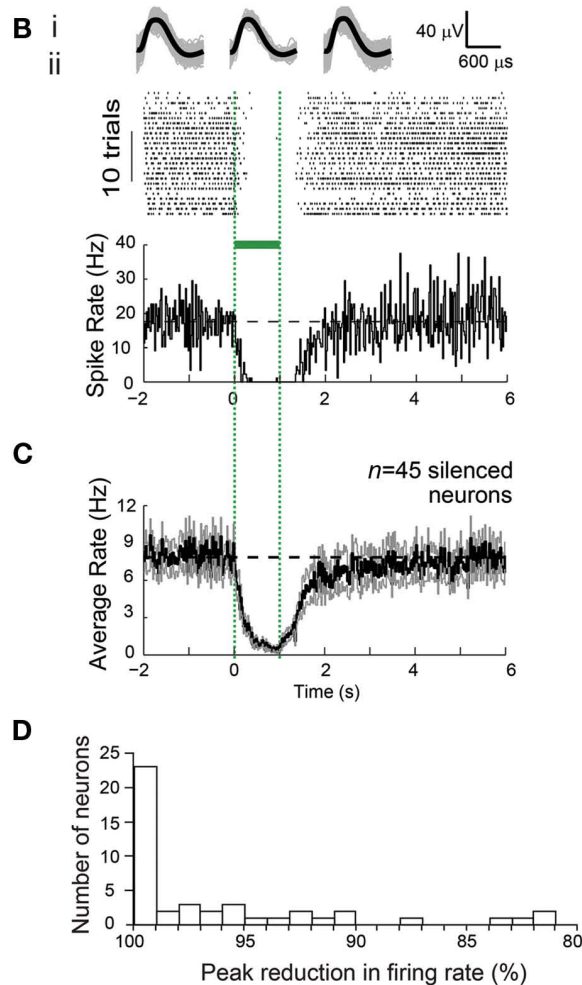 B i
ii
40 µV
600 µs
10 trials
40
30
20
10
0
Spike Rate (Hz)
−2 0 2 4 6
C
n=45 silenced
neurons
12
9
6
3
0
Average Rate (Hz)
−2 0 2 4 6
Time (s)
D
25
20
15
10
5
0
Number of neurons
100 95 90 85 80
Peak reduction in firing rate (%)